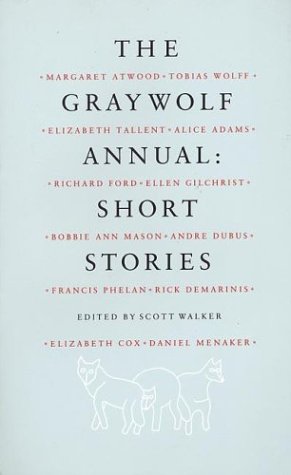 THE
• MARGARET ATWOOD • TOBIAS WOLFF •
GRAYWOLF
• ELIZABETH TALLENT • ALICE ADAMS •
ANNUAL:
• RICHARD FORD • ELLEN GILCHRIST •
SHORT
• BOBBIE ANN MASON • ANDRE DUBUS •
STORIES
• FRANCIS PHELAN • RICK DEMARINIS •
EDITED BY SCOTT WALKER
• ELIZABETH COX • DANIEL MENAKER •